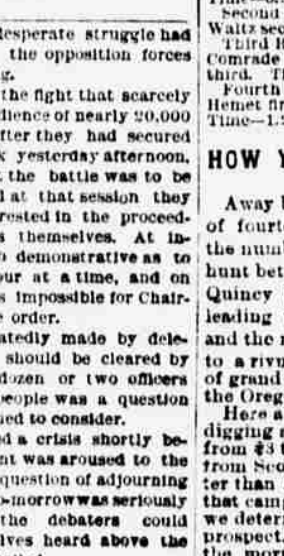 desperate struggle had
the opposition forces
g.
the fight that scarcely
dience of nearly 20,000
fter they had secured
k yesterday afternoon.
the battle was to be
at that session they
rested in the proceed-
s themselves. At in-
demonstrative as to
our at a time, and on
s impossible for Chair-
order.
atedly made by dele-
should be cleared by
dozen or two officers
people was a question
ned to consider.
d a crisis shortly be-
nt was aroused to the
question of adjourning
-morrow was seriously
the debaters could
lves heard above the
Second
Waltz sec
Third R
Comrade
third. T
Fourth
Hemet fir
Time—1.
HOW Y
Away b
of fourt
the numb
hunt bet
Quincy
leading
and the r
to a rivu
of grand
the Oreg
Here a
digging
from $3 t
from Sco
ter than
that camp
we deter
prospect.
the mor